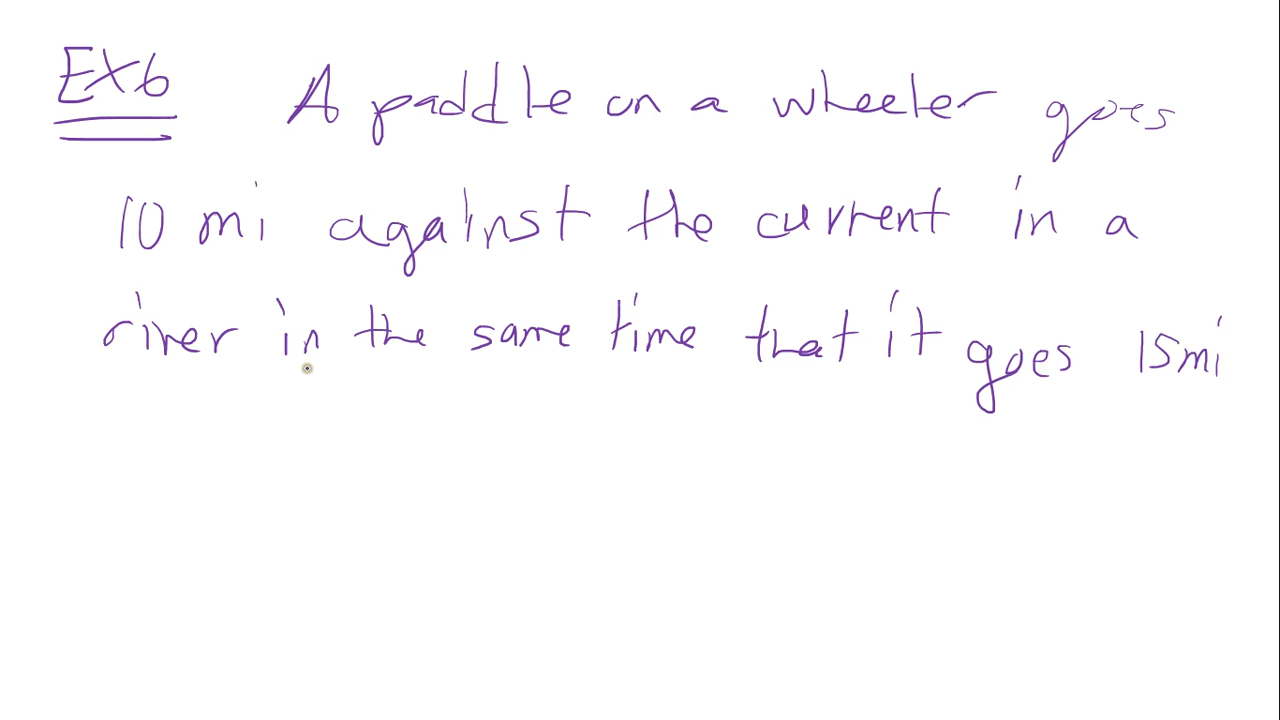 EX6 A paddle on a wheeler goes
10 mi against the current in a
river in the same time that it goes 15mi